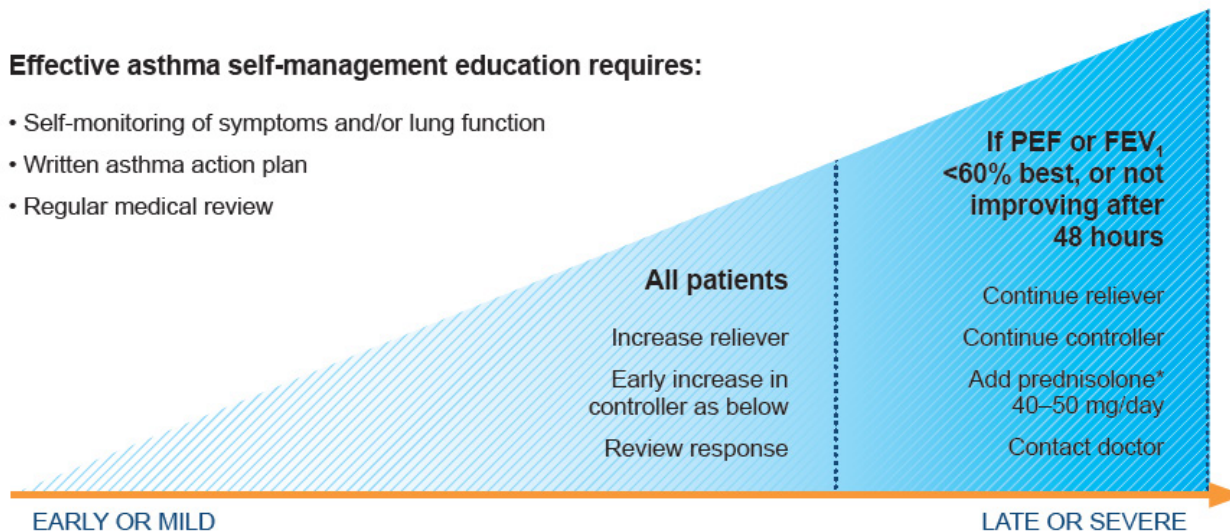 Effective asthma self-management education requires:
• Self-monitoring of symptoms and/or lung function
• Written asthma action plan
• Regular medical review
All patients
Increase reliever
Early increase in
controller as below
Review response
If PEF or FEV₁
<60% best, or not
improving after
48 hours
Continue reliever
Continue controller
Add prednisolone*
40–50 mg/day
Contact doctor
EARLY OR MILD
LATE OR SEVERE